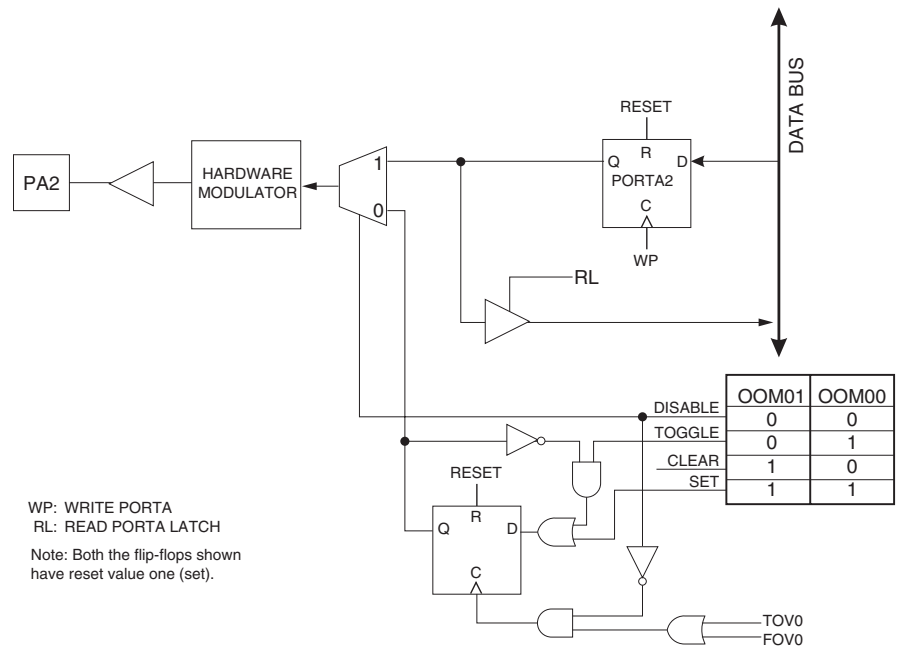 DATA BUS
RESET
R
Q
D
PORTA2
C
WP
PA2
HARDWARE
MODULATOR
1
0
RL
OOM01 OOM00
DISABLE 0 0
TOGGLE 0 1
CLEAR 1 0
SET 1 1
RESET
R
Q
D
C
WP: WRITE PORTA
RL: READ PORTA LATCH
Note: Both the flip-flops shown
have reset value one (set).
TOV0
FOV0